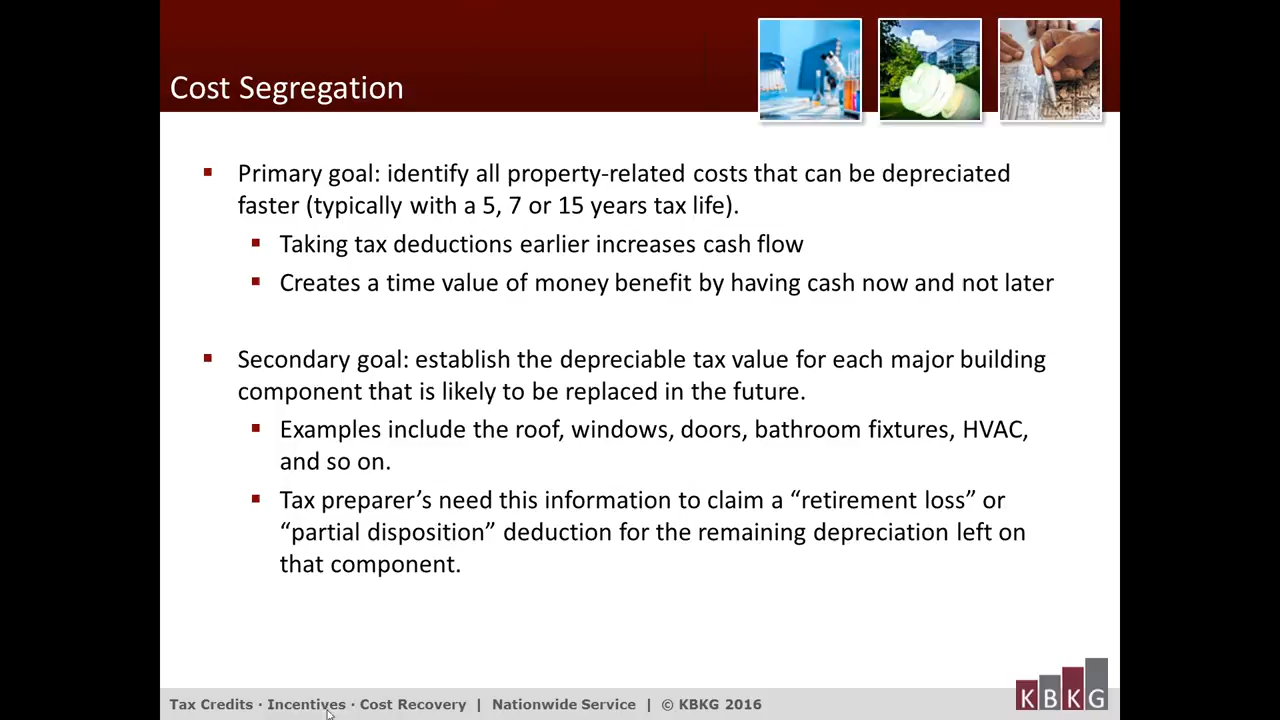 Cost Segregation
▪ Primary goal: identify all property-related costs that can be depreciated
faster (typically with a 5, 7 or 15 years tax life).
▪ Taking tax deductions earlier increases cash flow
▪ Creates a time value of money benefit by having cash now and not later
▪ Secondary goal: establish the depreciable tax value for each major building
component that is likely to be replaced in the future.
▪ Examples include the roof, windows, doors, bathroom fixtures, HVAC,
and so on.
▪ Tax preparer’s need this information to claim a “retirement loss” or
“partial disposition” deduction for the remaining depreciation left on
that component.
Tax Credits · Incentives · Cost Recovery | Nationwide Service | © KBKG 2016
KBKG